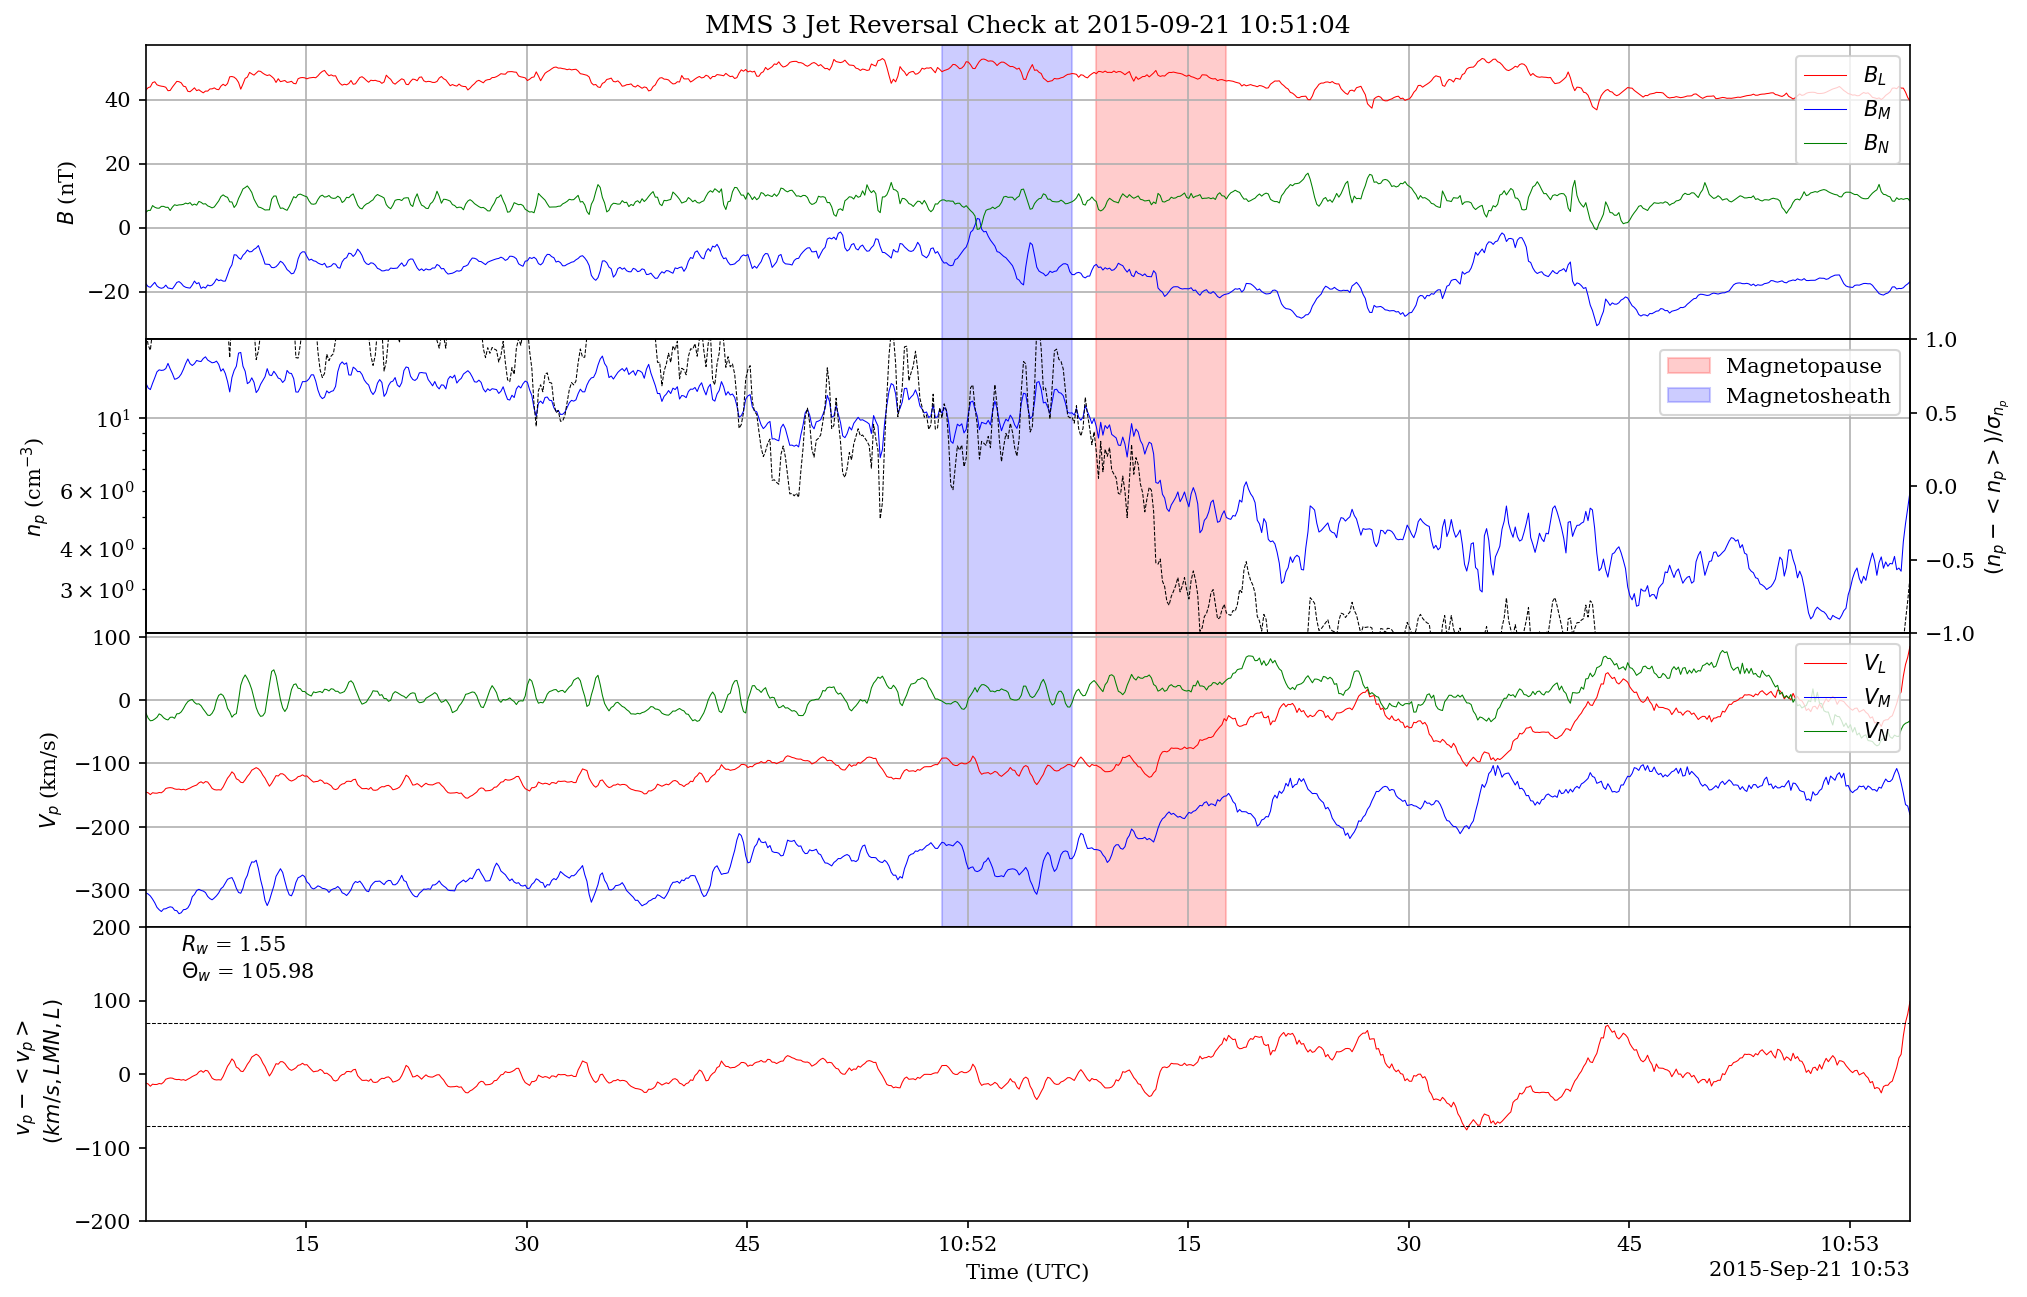 MMS 3 Jet Reversal Check at 2015-09-21 10:51:04
B (nT)
40
20
0
−20
B_L
B_M
B_N
n_p (cm^{−3})
10^1
6 × 10^0
4 × 10^0
3 × 10^0
Magnetopause
Magnetosheath
1.0
0.5
0.0
−0.5
−1.0
(n_p − < n_p >)/σ_{n_p}
V_p (km/s)
100
0
−100
−200
−300
V_L
V_M
V_N
v_p − < v_p >
(km/s, LMN, L)
200
100
0
−100
−200
R_w = 1.55
Θ_w = 105.98
15
30
45
10:52
15
30
45
10:53
Time (UTC)
2015-Sep-21 10:53